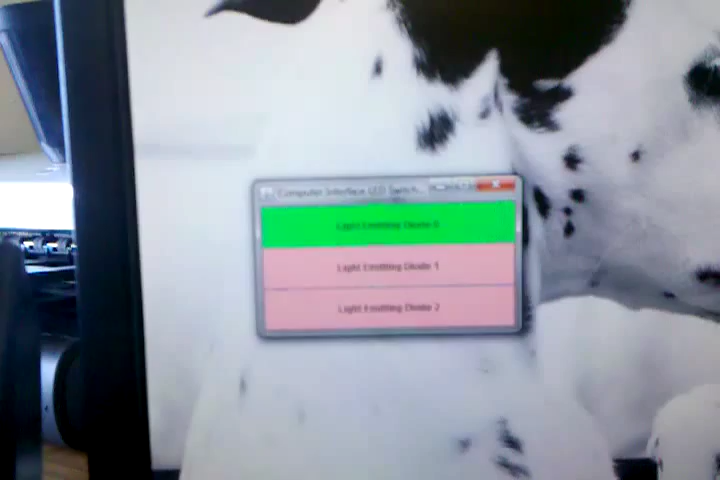 Computer Interface LED Switch...
Light Emitting Diode 0
Light Emitting Diode 1
Light Emitting Diode 2